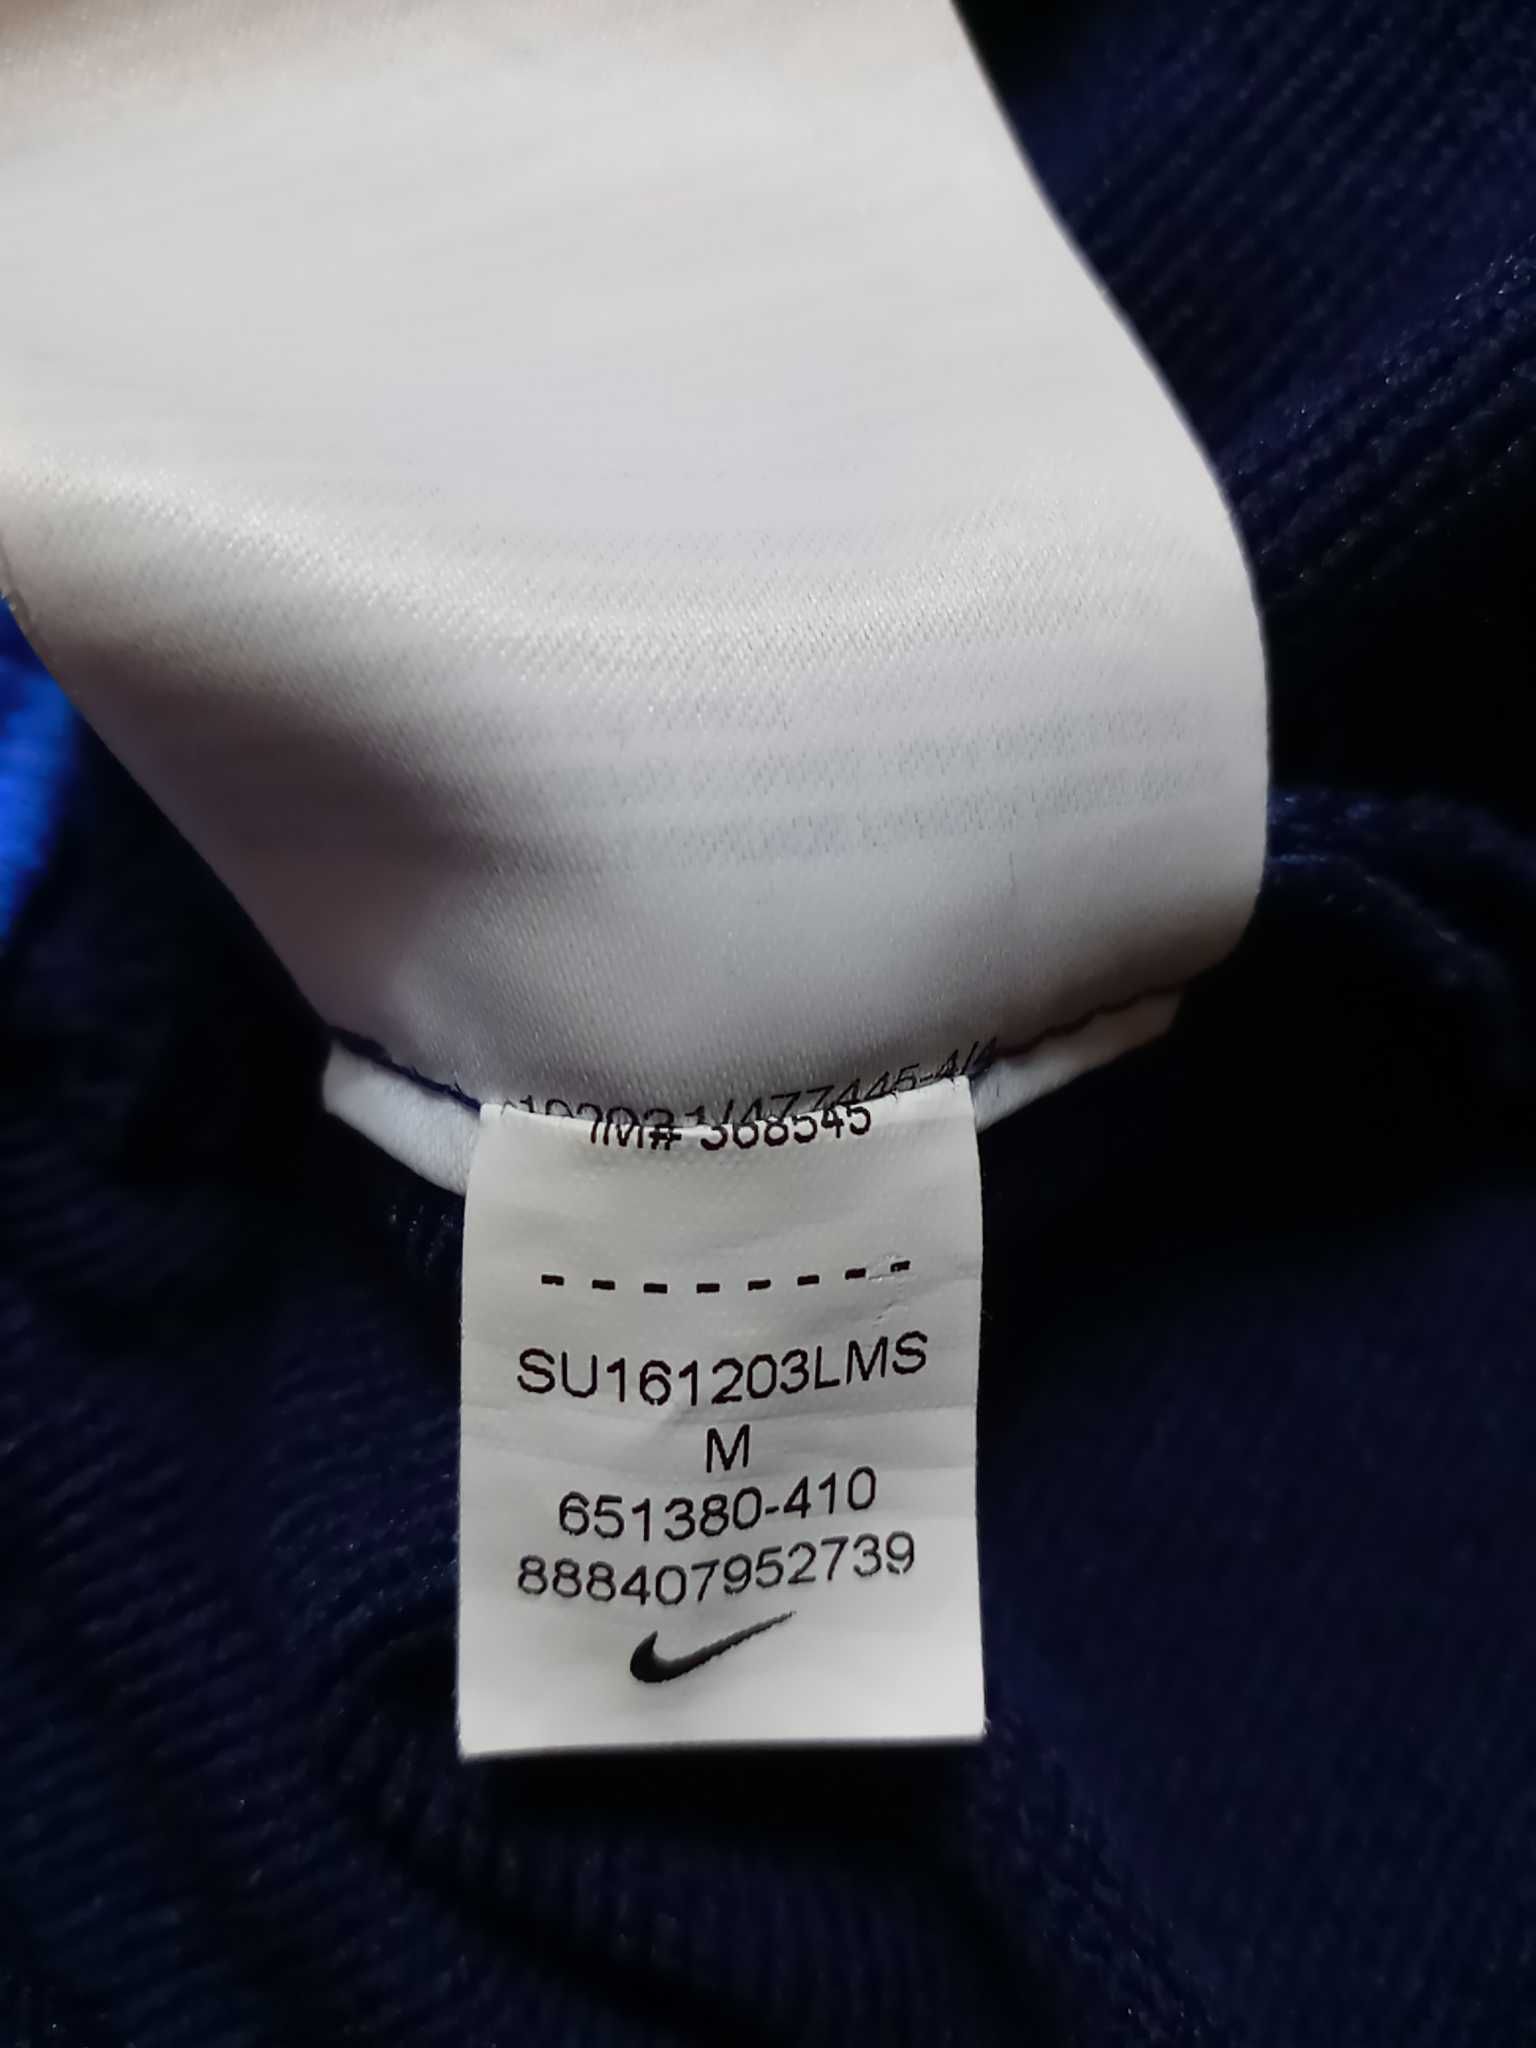 IM# 368545
- - - - - - - -
SU161203LMS
M
651380-410
888407952739